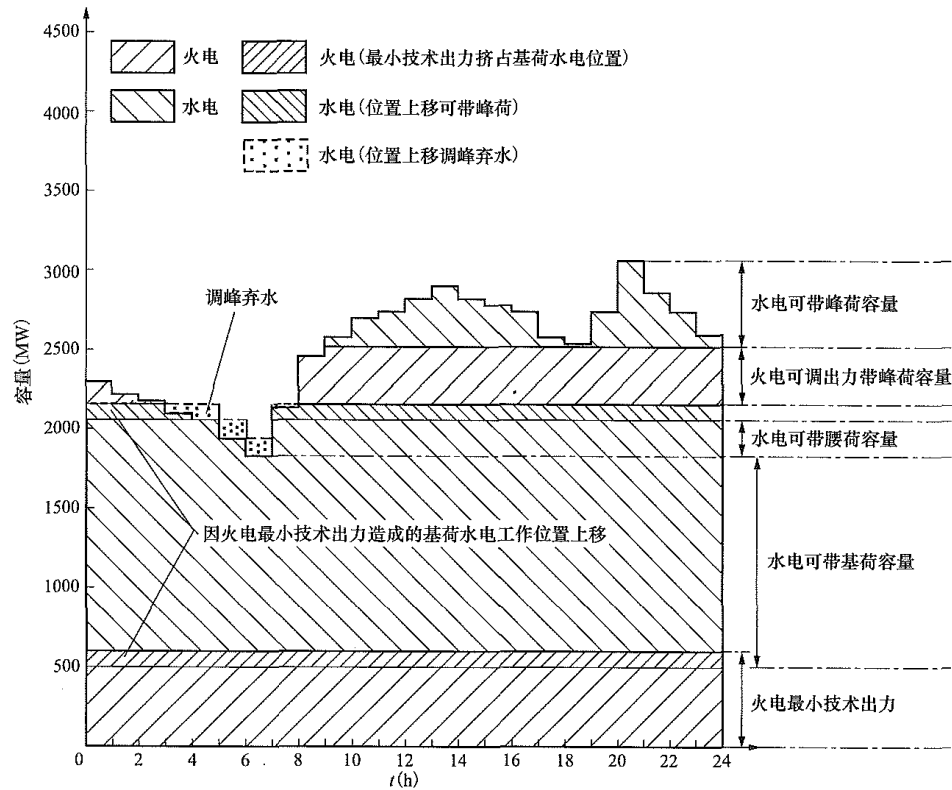 4500
4000
3500
3000
2500
2000
1500
1000
500
容量(MW)
火电
火电(最小技术出力挤占基荷水电位置)
水电
水电(位置上移可带峰荷)
水电(位置上移调峰弃水)
调峰弃水
水电可带峰荷容量
火电可调出力带峰荷容量
水电可带腰荷容量
因火电最小技术出力造成的基荷水电工作位置上移
水电可带基荷容量
火电最小技术出力
0 2 4 6 8 10 12 14 16 18 20 22 24
t(h)